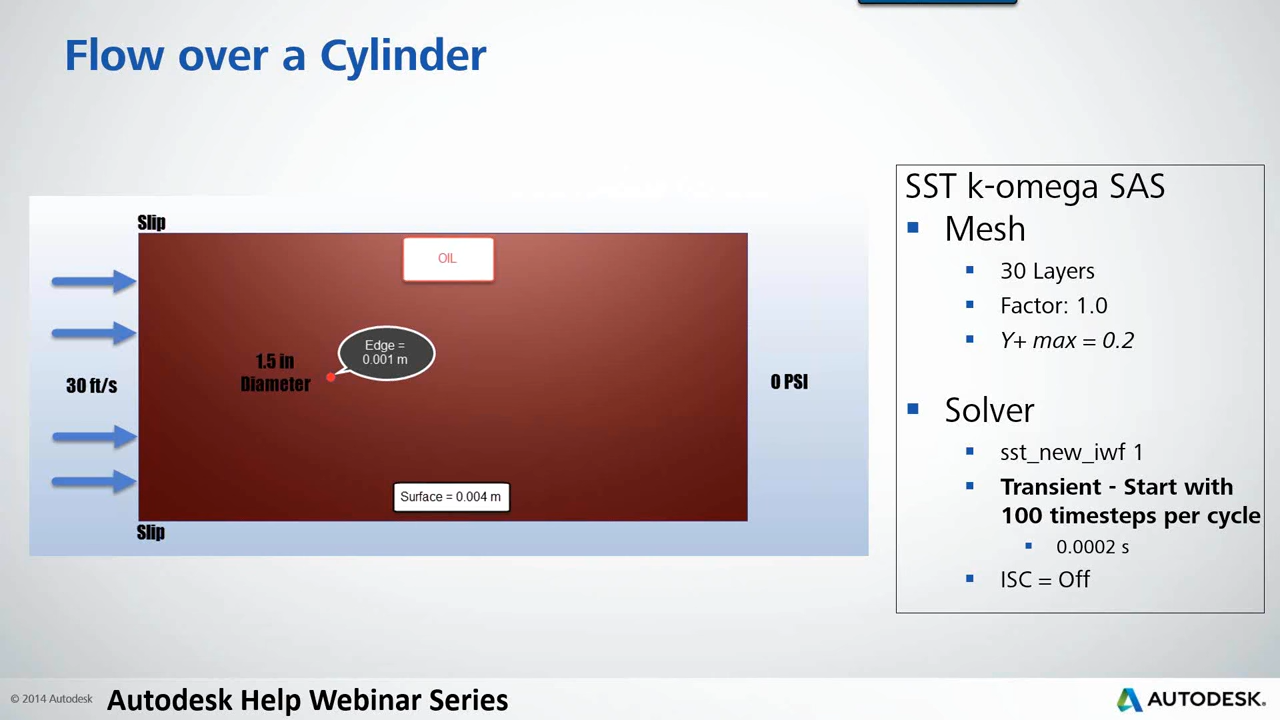 Flow over a Cylinder
Slip
OIL
Edge =
0.001 m
1.5 in
Diameter
30 ft/s
0 PSI
Surface = 0.004 m
Slip
SST k-omega SAS
Mesh
30 Layers
Factor: 1.0
Y+ max = 0.2
Solver
sst_new_iwf 1
Transient - Start with
100 timesteps per cycle
0.0002 s
ISC = Off
© 2014 Autodesk
Autodesk Help Webinar Series
AUTODESK.